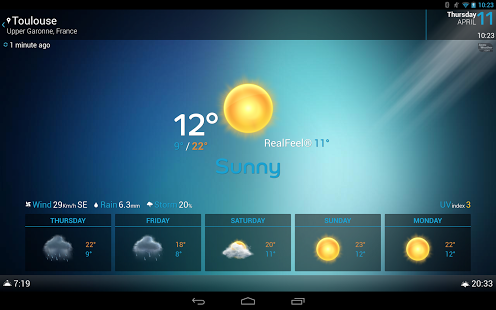 10:23
Toulouse
Upper Garonne, France
Thursday
APRIL
11
10:23
1 minute ago
12°
9° / 22°
RealFeel® 11°
Sunny
Wind 29Km/h SE Rain 6.3mm Storm 20%
UV index 3
THURSDAY FRIDAY SATURDAY SUNDAY MONDAY
22° 18° 20° 23° 22°
9° 8° 11° 12° 12°
7:19
20:33